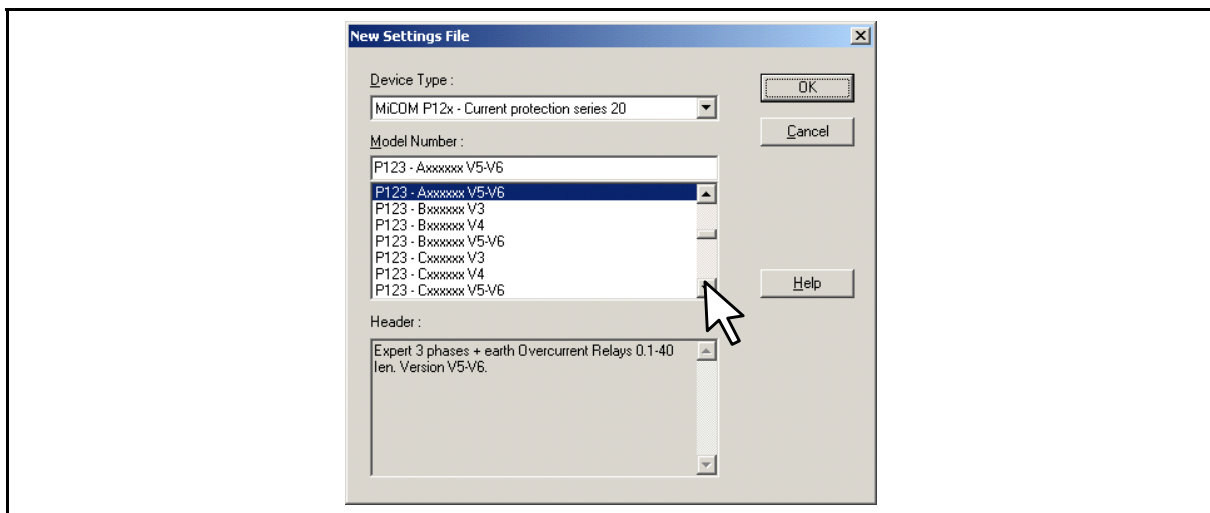 New Settings File
Device Type :
OK
MiCOM P12x - Current protection series 20
Cancel
Model Number :
P123 - Axxxxxx V5-V6
P123 - Axxxxxx V5-V6
P123 - Bxxxxxx V3
P123 - Bxxxxxx V4
P123 - Bxxxxxx V5-V6
P123 - Cxxxxxx V3
P123 - Cxxxxxx V4
P123 - Cxxxxxx V5-V6
Help
Header :
Expert 3 phases + earth Overcurrent Relays 0.1-40
Ien. Version V5-V6.